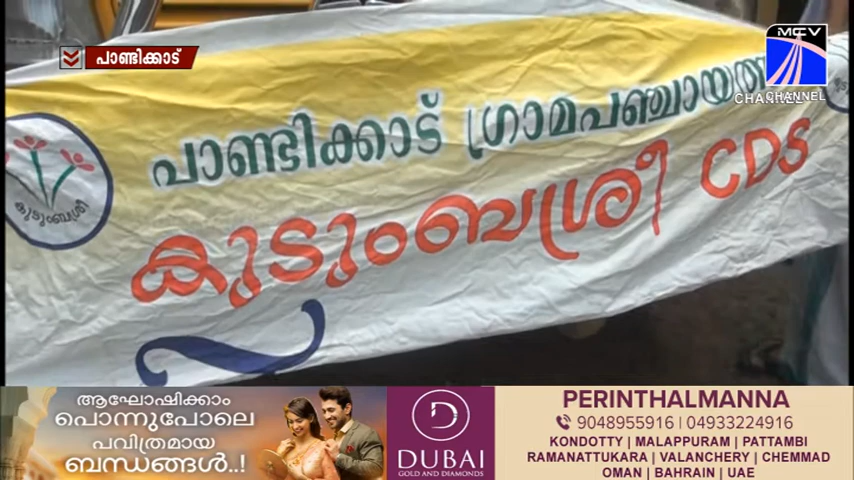 പാണ്ടിക്കാട്
MCV
CHANNEL
CHANNEL
പാണ്ടിക്കാട് ഗ്രാമപഞ്ചായത്ത്
കുടുംബശ്രീ CDS
കുടുംബശ്രീ
ആഘോഷിക്കാം
പൊന്നുപോലെ
പവിത്രമായ
ബന്ധങ്ങൾ..!
D
DUBAI
GOLD AND DIAMONDS
PERINTHALMANNA
9048955916 | 04933224916
KONDOTTY | MALAPPURAM | PATTAMBI
RAMANATTUKARA | VALANCHERY | CHEMMAD
OMAN | BAHRAIN | UAE